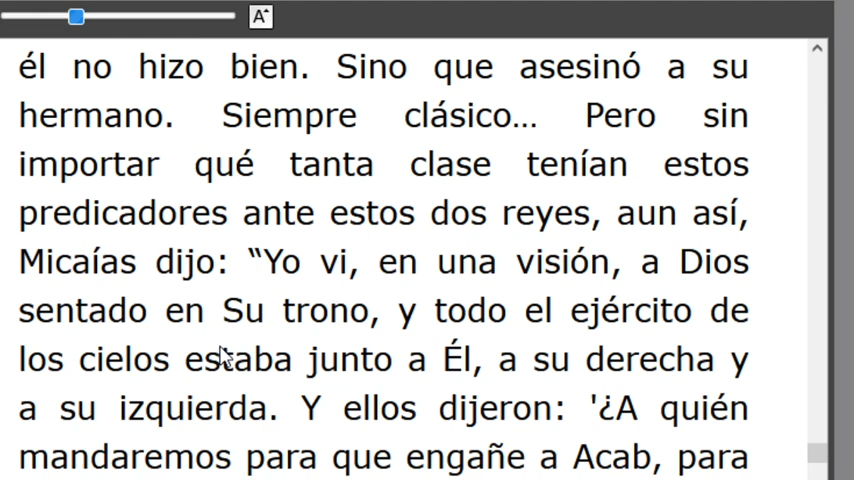 A
él no hizo bien. Sino que asesinó a su
hermano. Siempre clásico... Pero sin
importar qué tanta clase tenían estos
predicadores ante estos dos reyes, aun así,
Micaías dijo: “Yo vi, en una visión, a Dios
sentado en Su trono, y todo el ejército de
los cielos estaba junto a Él, a su derecha y
a su izquierda. Y ellos dijeron: '¿A quién
mandaremos para que engañe a Acab, para